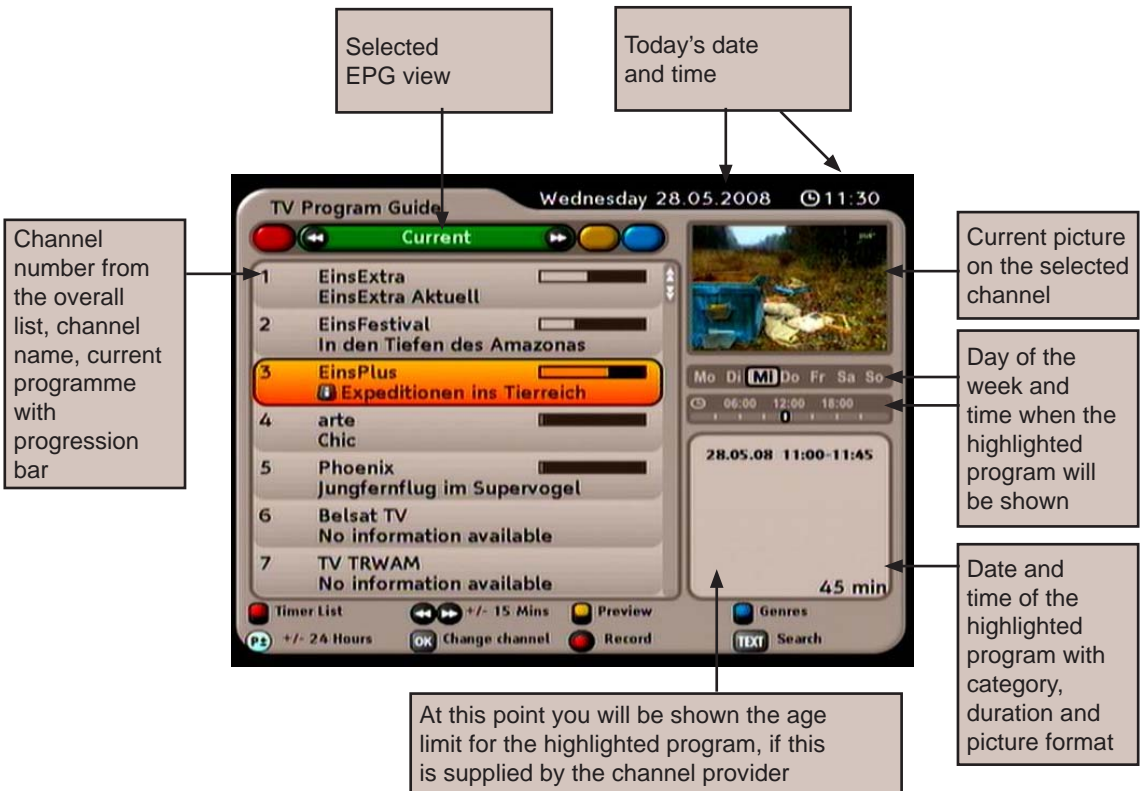 Selected
EPG view
Today's date
and time
Channel
number from
the overall
list, channel
name, current
programme
with
progression
bar
TV Program Guide
Wednesday 28.05.2008 11:30
Current
1 EinsExtra
EinsExtra Aktuell
2 EinsFestival
In den Tiefen des Amazonas
3 EinsPlus
Expeditionen ins Tierreich
4 arte
Chic
5 Phoenix
Jungfernflug im Supervogel
6 Belsat TV
No information available
7 TV TRWAM
No information available
Mo Di Mi Do Fr Sa So
06:00 12:00 18:00
28.05.08 11:00-11:45
45 min
Timer List +/- 15 Mins Preview Genres
P± +/- 24 Hours OK Change channel Record TEXT Search
Current picture
on the selected
channel
Day of the
week and
time when the
highlighted
program will
be shown
Date and
time of the
highlighted
program with
category,
duration and
picture format
At this point you will be shown the age
limit for the highlighted program, if this
is supplied by the channel provider